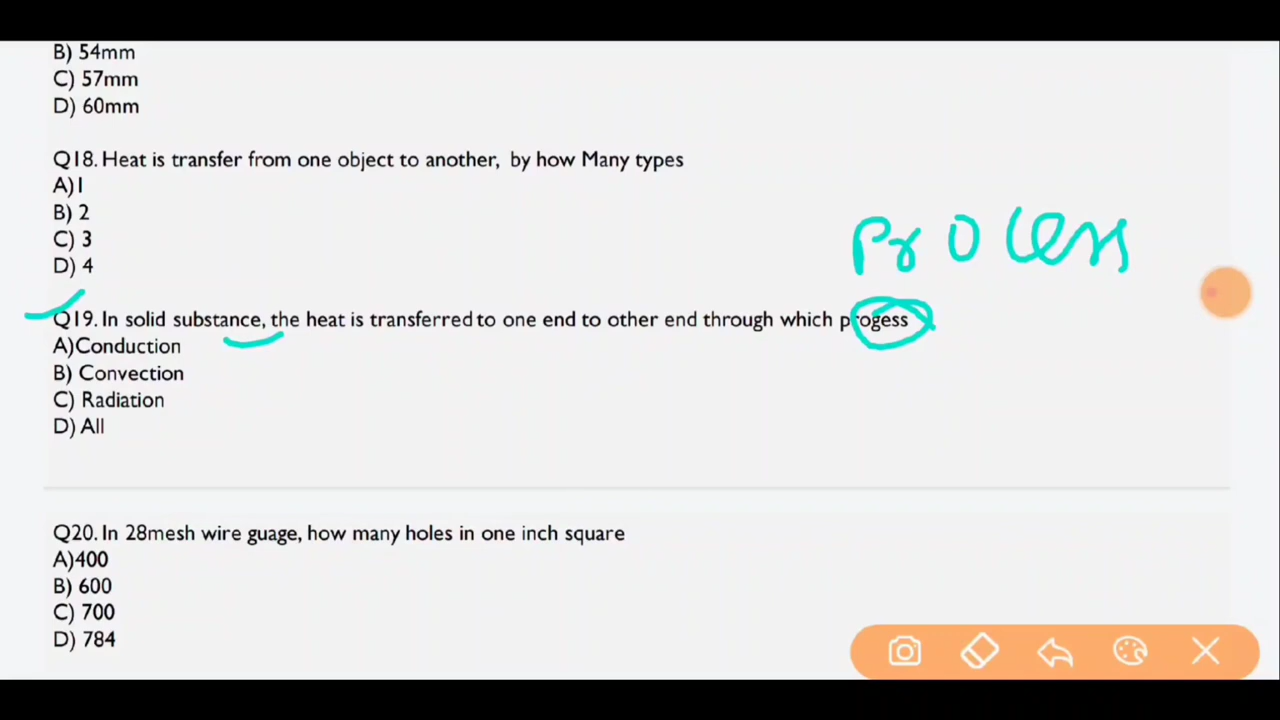 B) 54mm
C) 57mm
D) 60mm
Q18. Heat is transfer from one object to another, by how Many types
A)1
B) 2
C) 3
D) 4
Process
Q19. In solid substance, the heat is transferred to one end to other end through which progess
A)Conduction
B) Convection
C) Radiation
D) All
Q20. In 28mesh wire guage, how many holes in one inch square
A)400
B) 600
C) 700
D) 784